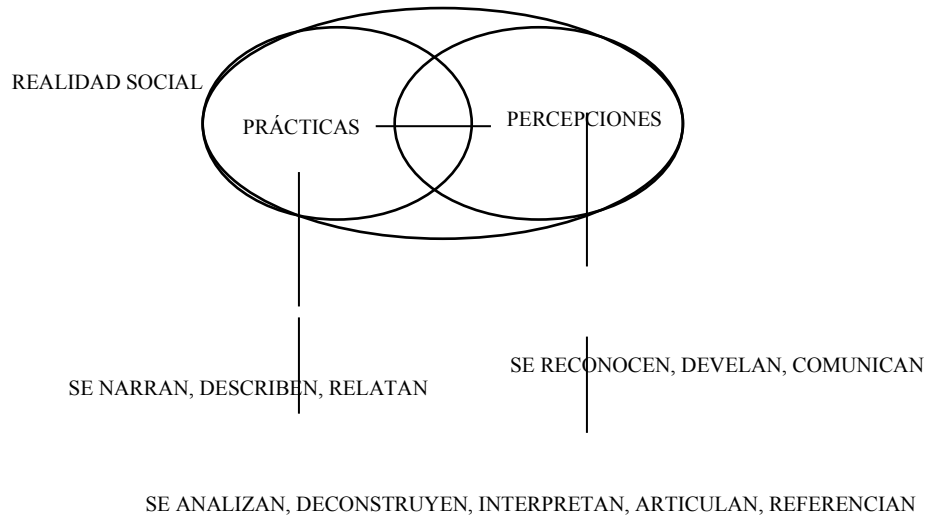 REALIDAD SOCIAL
PRÁCTICAS
PERCEPCIONES
SE RECONOCEN, DEVELAN, COMUNICAN
SE NARRAN, DESCRIBEN, RELATAN
SE ANALIZAN, DECONSTRUYEN, INTERPRETAN, ARTICULAN, REFERENCIAN